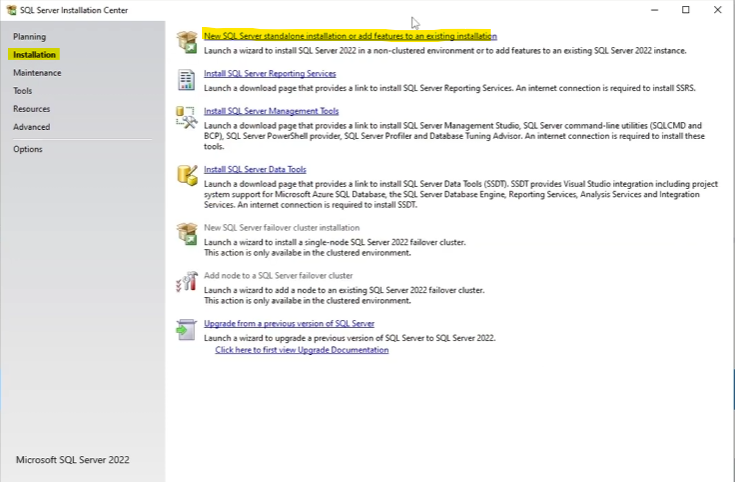 SQL Server Installation Center
Planning
Installation
Maintenance
Tools
Resources
Advanced
Options
New SQL Server standalone installation or add features to an existing installation
Launch a wizard to install SQL Server 2022 in a non-clustered environment or to add features to an existing SQL Server 2022 instance.
Install SQL Server Reporting Services
Launch a download page that provides a link to install SQL Server Reporting Services. An internet connection is required to install SSRS.
Install SQL Server Management Tools
Launch a download page that provides a link to install SQL Server Management Studio, SQL Server command-line utilities (SQLCMD and
BCP), SQL Server PowerShell provider, SQL Server Profiler and Database Tuning Advisor. An internet connection is required to install these
tools.
Install SQL Server Data Tools
Launch a download page that provides a link to install SQL Server Data Tools (SSDT). SSDT provides Visual Studio integration including project
system support for Microsoft Azure SQL Database, the SQL Server Database Engine, Reporting Services, Analysis Services and Integration
Services. An internet connection is required to install SSDT.
New SQL Server failover cluster installation
Launch a wizard to install a single-node SQL Server 2022 failover cluster.
This action is only availabe in the clustered environment.
Add node to a SQL Server failover cluster
Launch a wizard to add a node to an existing SQL Server 2022 failover cluster.
This action is only availabe in the clustered environment.
Upgrade from a previous version of SQL Server
Launch a wizard to upgrade a previous version of SQL Server to SQL Server 2022.
Click here to first view Upgrade Documentation
Microsoft SQL Server 2022